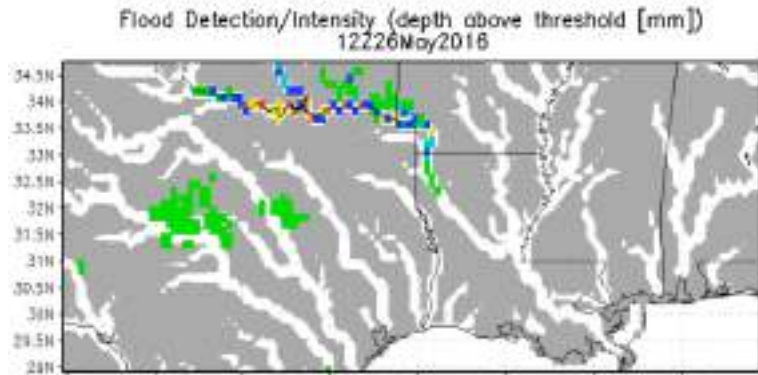 Flood Detection/Intensity (depth above threshold [mm])
12Z26May2016
34.5N
34N
33.5N
33N
32.5N
32N
31.5N
31N
30.5N
30N
29.5N
29N